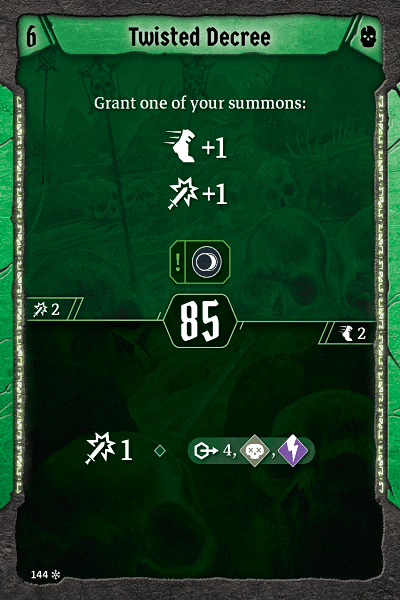 6 Twisted Decree
Grant one of your summons:
+1
+1
!
2
85
2
1 4, ,
144